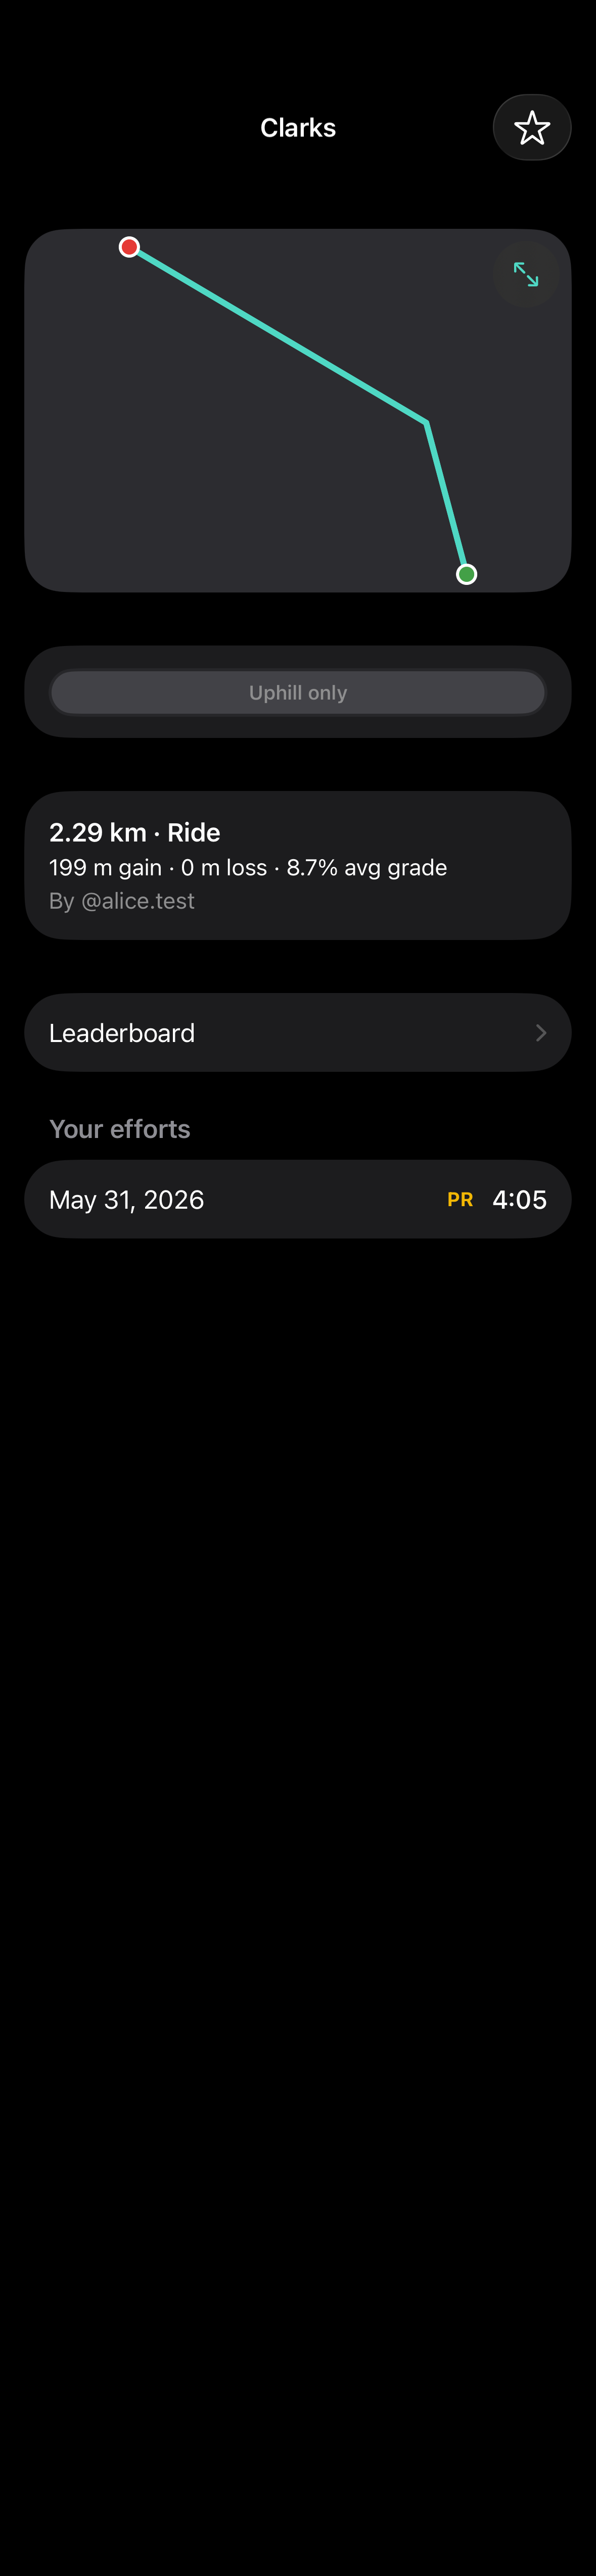 Clarks
Uphill only
2.29 km · Ride
199 m gain · 0 m loss · 8.7% avg grade
By @alice.test
Leaderboard
Your efforts
May 31, 2026 PR 4:05